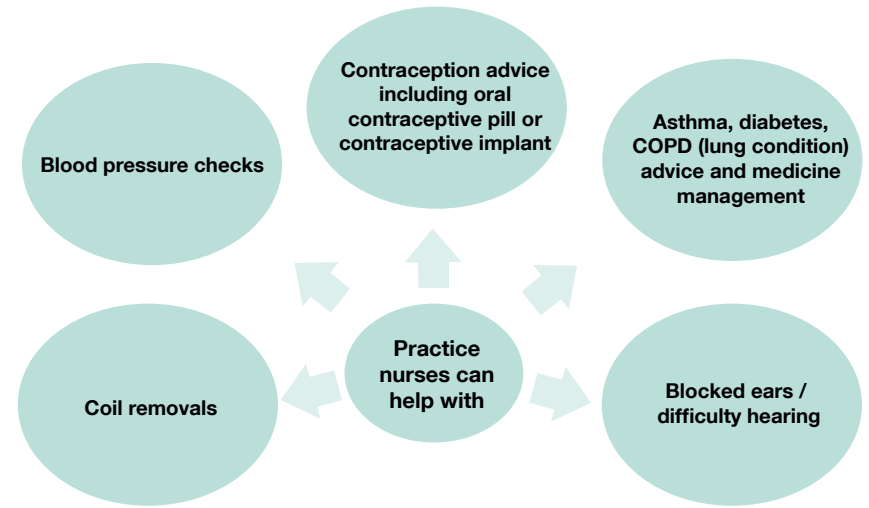 Contraception advice
including oral
contraceptive pill or
contraceptive implant
Blood pressure checks
Asthma, diabetes,
COPD (lung condition)
advice and medicine
management
Practice
nurses can
help with
Coil removals
Blocked ears /
difficulty hearing